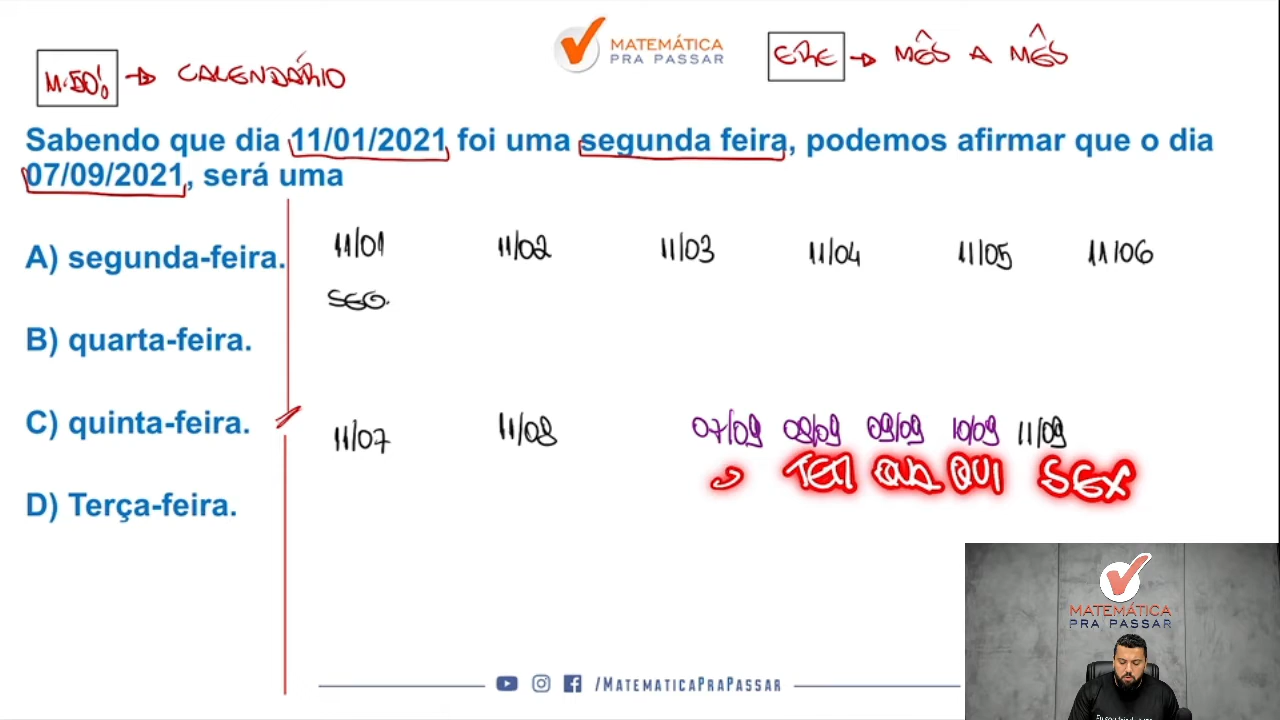 MATEMÁTICA
PRA PASSAR
M.50! → CALENDÁRIO
ERE → MÊS A MÊS
Sabendo que dia 11/01/2021 foi uma segunda feira, podemos afirmar que o dia
07/09/2021, será uma
A) segunda-feira.
B) quarta-feira.
C) quinta-feira.
D) Terça-feira.
11/01 11/02 11/03 11/04 11/05 11/06
SEG.
11/07 11/08 07/09 08/09 09/09 10/09 11/09
TER QUA QUI SEX
MATEMÁTICA
PRA PASSAR
/MATEMATICAPRAPASSAR